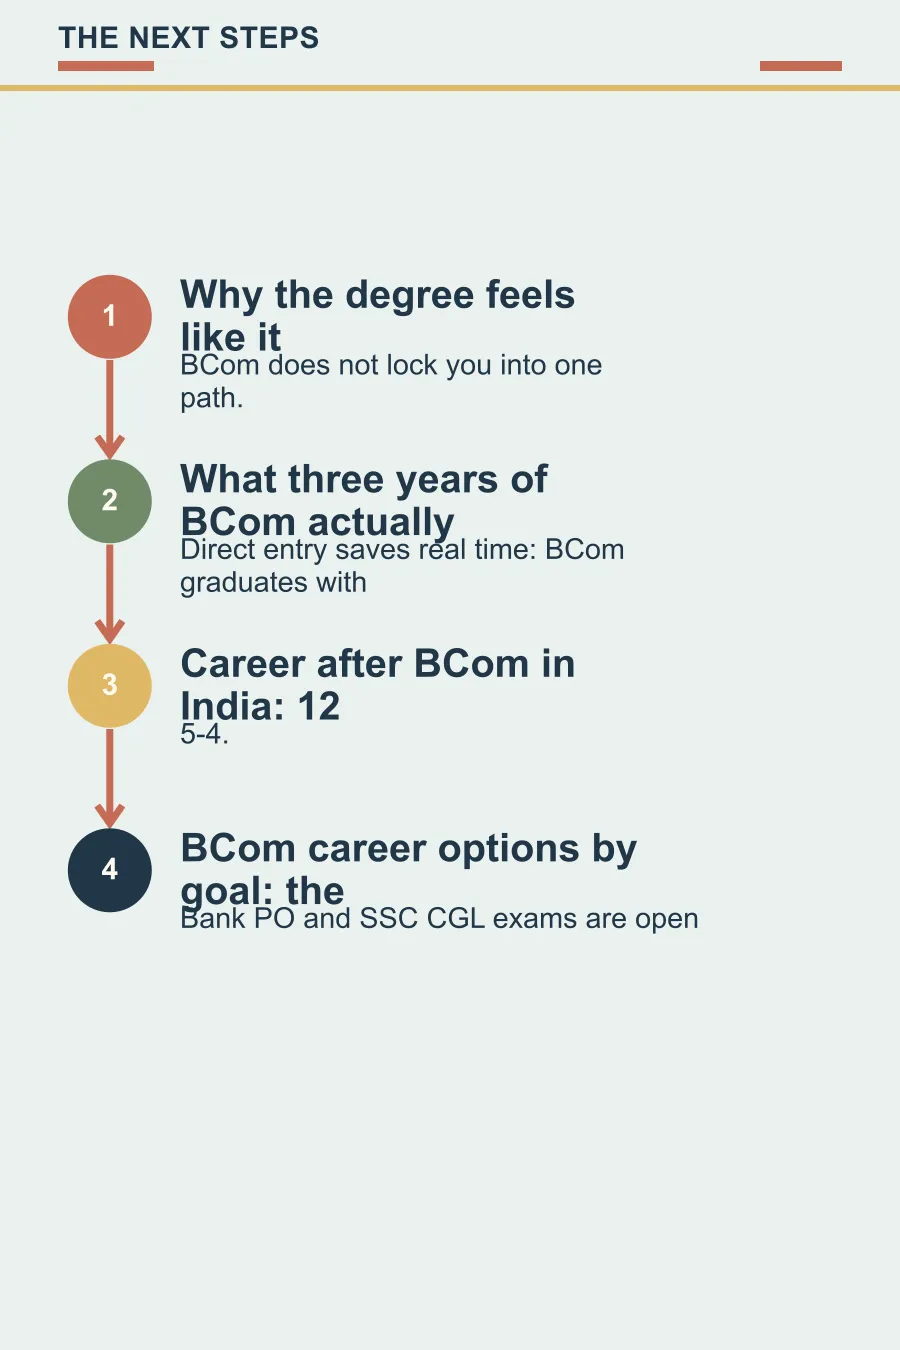 THE NEXT STEPS
1
Why the degree feels
like it
BCom does not lock you into one
path.
2
What three years of
BCom actually
Direct entry saves real time: BCom
graduates with
3
Career after BCom in
India: 12
5-4.
4
BCom career options by
goal: the
Bank PO and SSC CGL exams are open